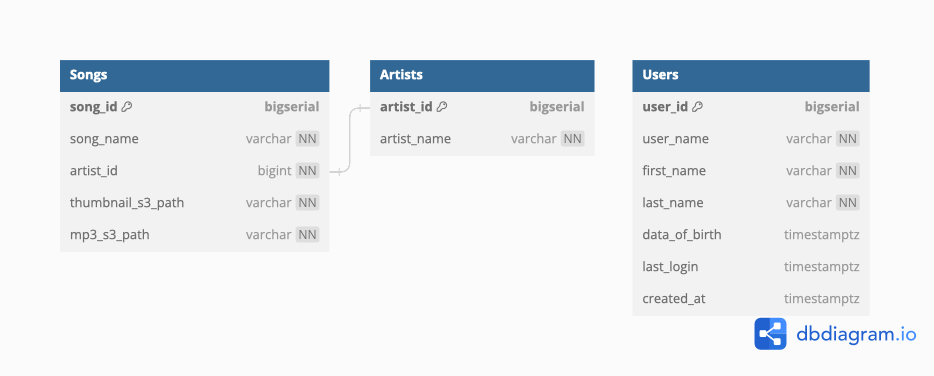 Songs
song_id bigserial
song_name varchar NN
artist_id bigint NN
thumbnail_s3_path varchar NN
mp3_s3_path varchar NN
Artists
artist_id bigserial
artist_name varchar NN
Users
user_id bigserial
user_name varchar NN
first_name varchar NN
last_name varchar NN
data_of_birth timestamptz
last_login timestamptz
created_at timestamptz
dbdiagram.io